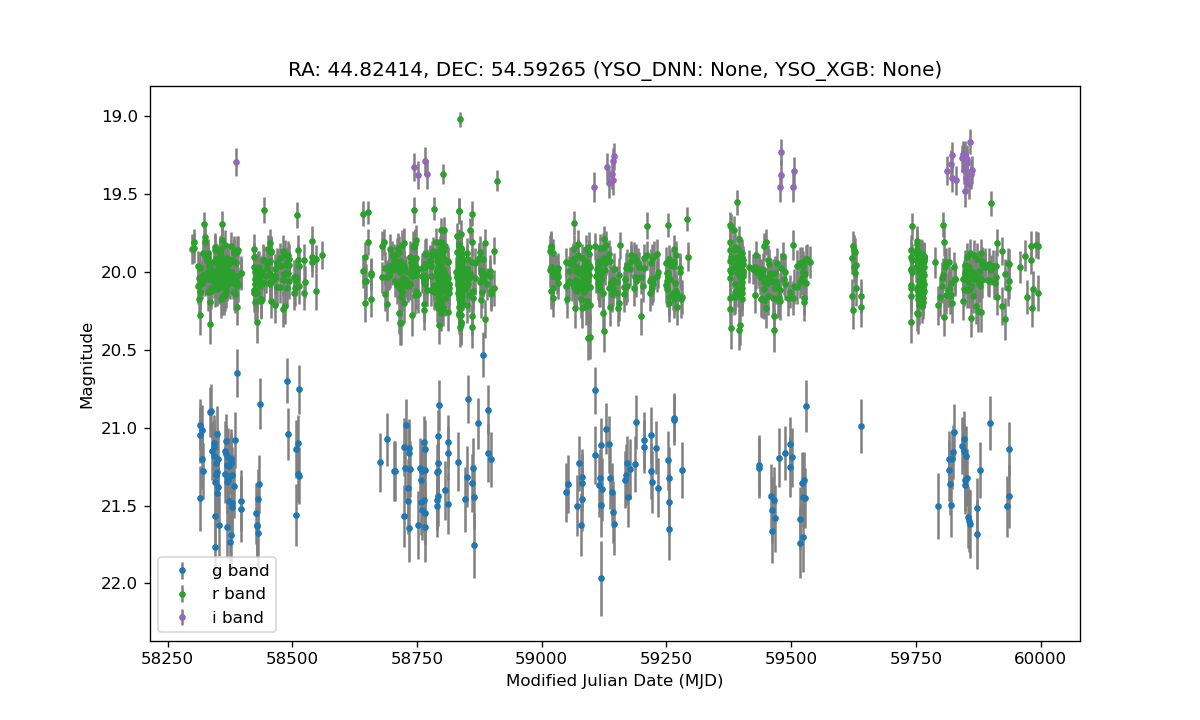 RA: 44.82414, DEC: 54.59265 (YSO_DNN: None, YSO_XGB: None)
19.0
19.5
20.0
20.5
21.0
21.5
22.0
Magnitude
g band
r band
i band
58250 58500 58750 59000 59250 59500 59750 60000
Modified Julian Date (MJD)